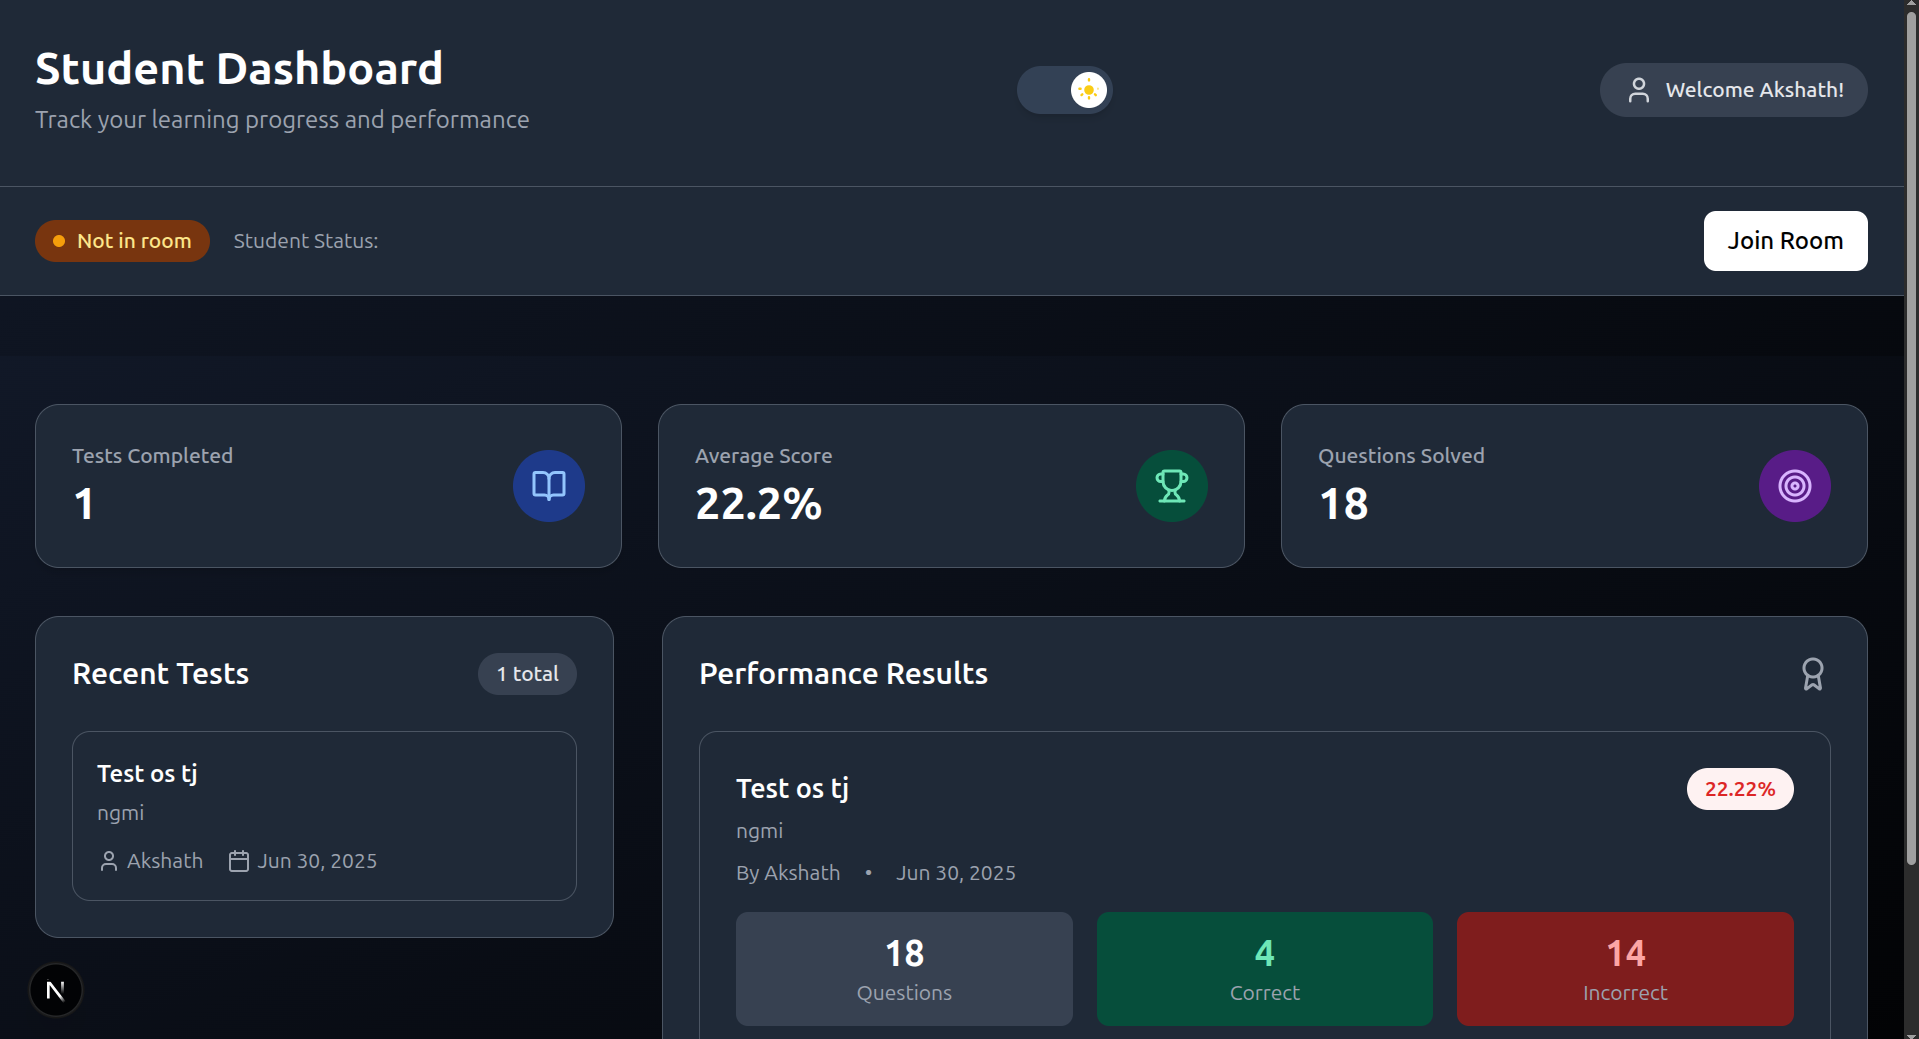 Student Dashboard
Track your learning progress and performance
Welcome Akshath!
Not in room
Student Status:
Join Room
Tests Completed
1
Average Score
22.2%
Questions Solved
18
Recent Tests
1 total
Test os tj
ngmi
Akshath
Jun 30, 2025
Performance Results
Test os tj
22.22%
ngmi
By Akshath • Jun 30, 2025
18
Questions
4
Correct
14
Incorrect
N